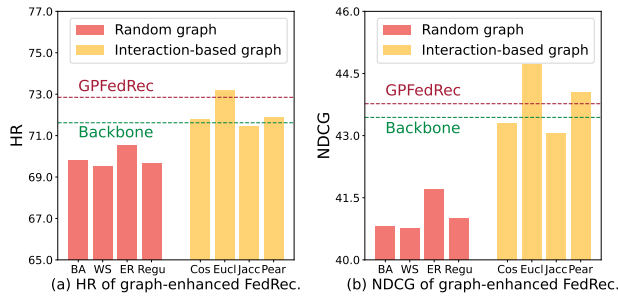 77.0
75.0
73.0
71.0
69.0
67.0
65.0
HR
Random graph
Interaction-based graph
GPFedRec
Backbone
BA WS ER Regu Cos Eucl Jacc Pear
(a) HR of graph-enhanced FedRec.
46.0
44.5
43.0
41.5
40.0
NDCG
Random graph
Interaction-based graph
GPFedRec
Backbone
BA WS ER Regu Cos Eucl Jacc Pear
(b) NDCG of graph-enhanced FedRec.